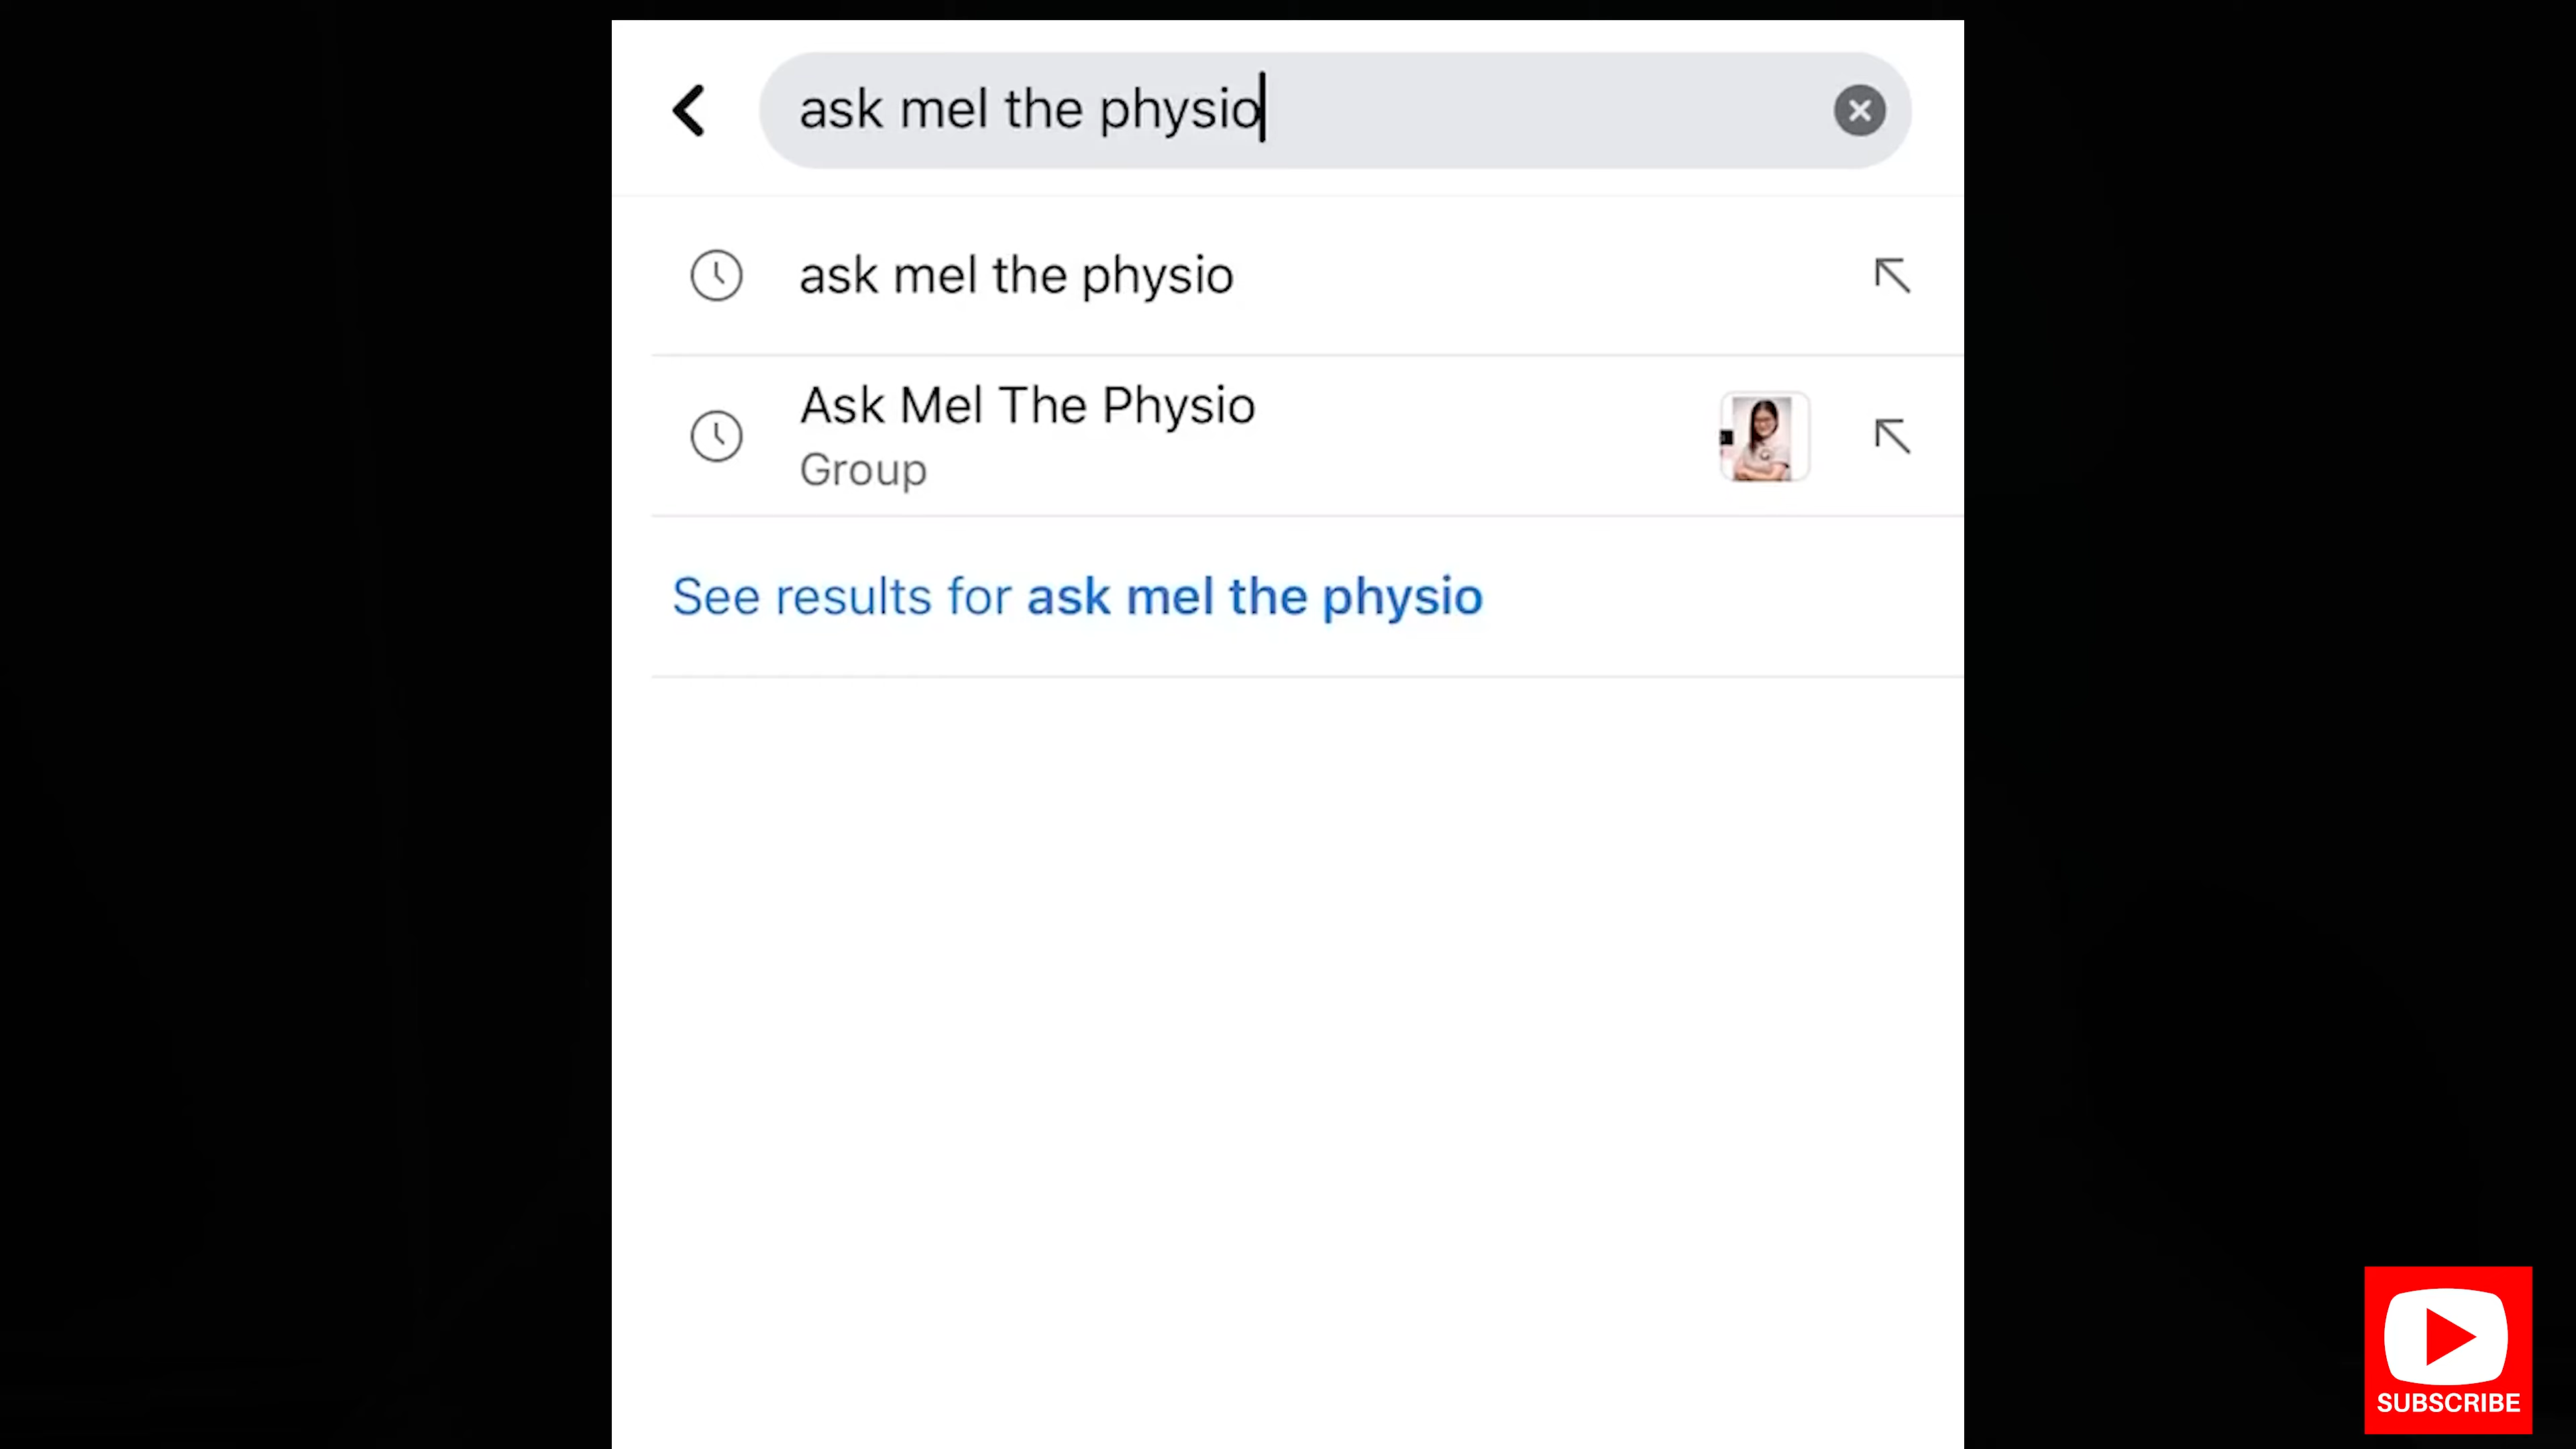 ask mel the physio
ask mel the physio
Ask Mel The Physio
Group
See results for ask mel the physio
SUBSCRIBE